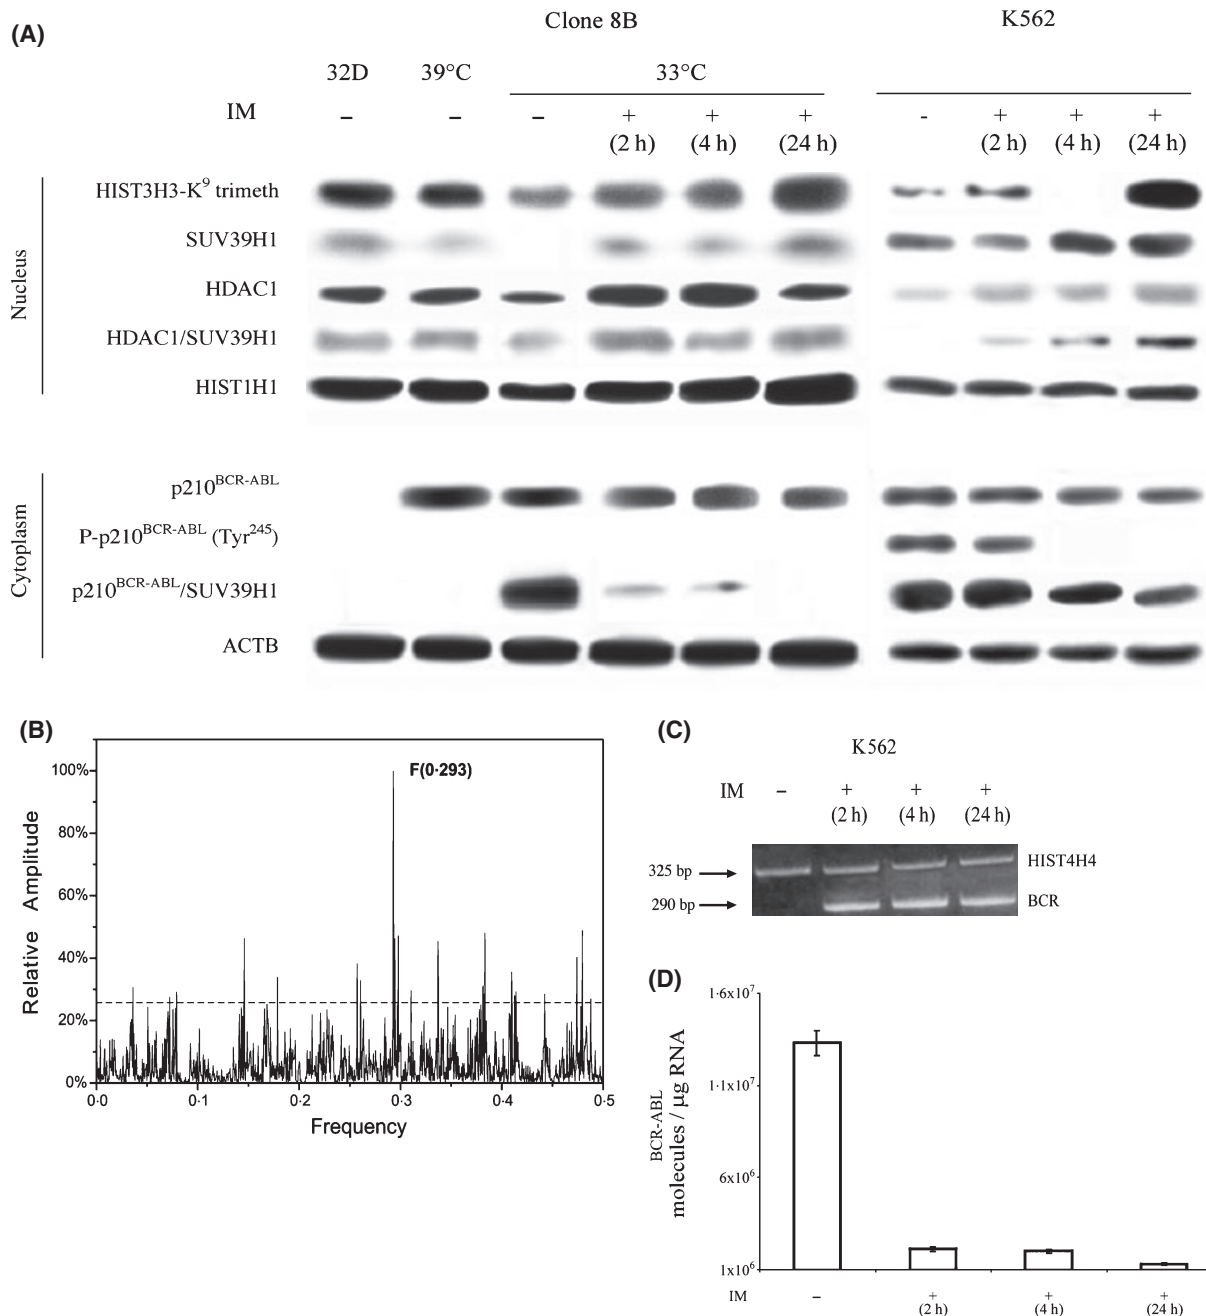 (A)
Clone 8B
K562
32D 39°C 33°C
IM – – – + + + - + + +
(2 h) (4 h) (24 h) (2 h) (4 h) (24 h)
Nucleus
HIST3H3-K⁹ trimeth
SUV39H1
HDAC1
HDAC1/SUV39H1
HIST1H1
Cytoplasm
p210ᴮᶜᴿ⁻ᴬᴮᴸ
P-p210ᴮᶜᴿ⁻ᴬᴮᴸ (Tyr²⁴⁵)
p210ᴮᶜᴿ⁻ᴬᴮᴸ/SUV39H1
ACTB
(B)
Relative Amplitude
100%
80%
60%
40%
20%
0%
F(0·293)
0·0 0·1 0·2 0·3 0·4 0·5
Frequency
(C)
K562
IM – + + +
(2 h) (4 h) (24 h)
325 bp HIST4H4
290 bp BCR
(D)
BCR-ABL
molecules / μg RNA
1·6x10⁷
1·1x10⁷
6x10⁶
1x10⁶
IM – + + +
(2 h) (4 h) (24 h)